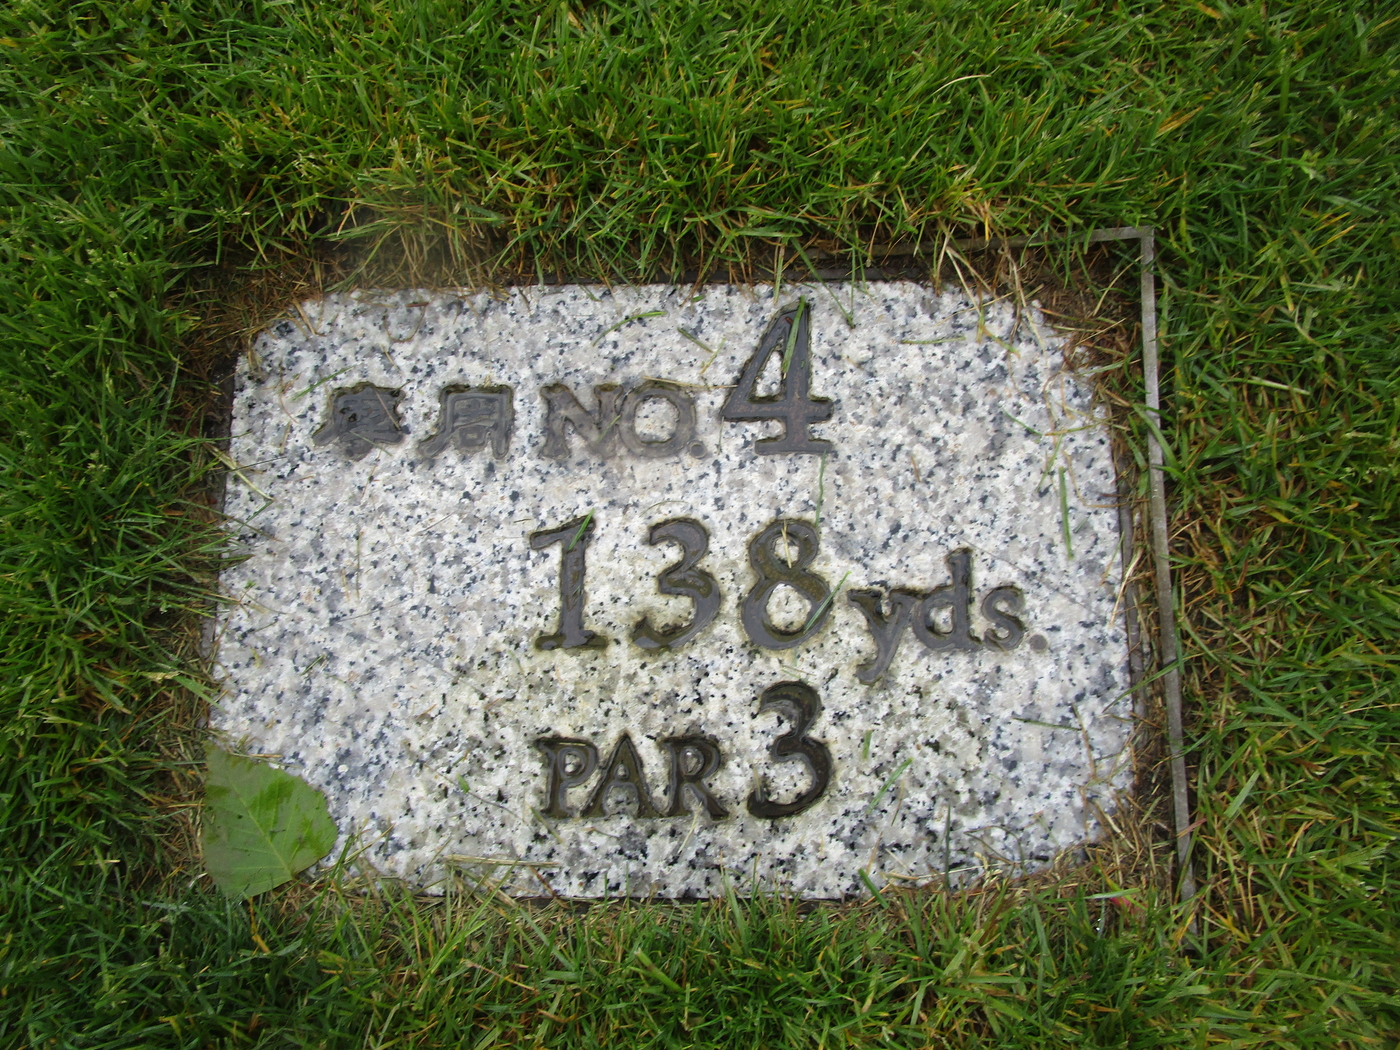 NO. 4
138 yds.
PAR 3